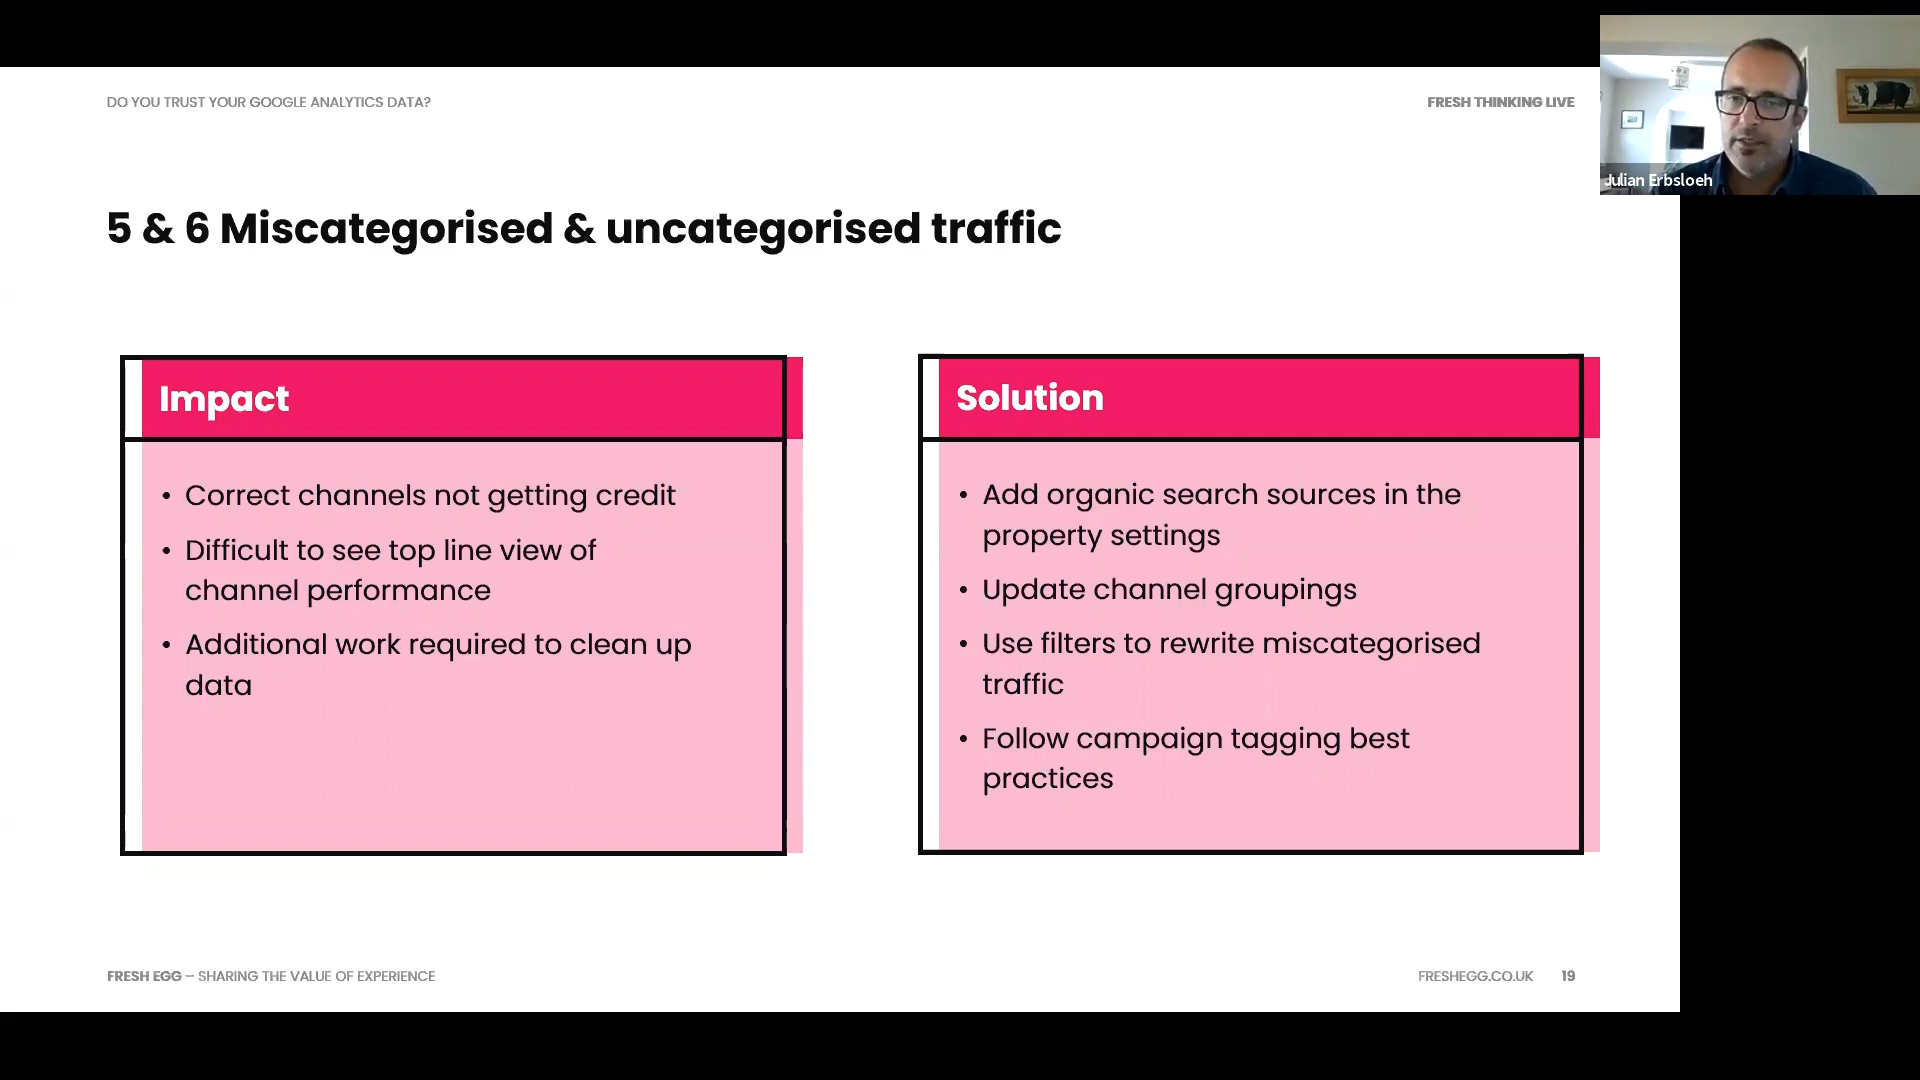 DO YOU TRUST YOUR GOOGLE ANALYTICS DATA?
FRESH THINKING LIVE
Julian Erbsloeh
5 & 6 Miscategorised & uncategorised traffic
Impact
• Correct channels not getting credit
• Difficult to see top line view of
channel performance
• Additional work required to clean up
data
Solution
• Add organic search sources in the
property settings
• Update channel groupings
• Use filters to rewrite miscategorised
traffic
• Follow campaign tagging best
practices
FRESH EGG – SHARING THE VALUE OF EXPERIENCE
FRESHEGG.CO.UK 19